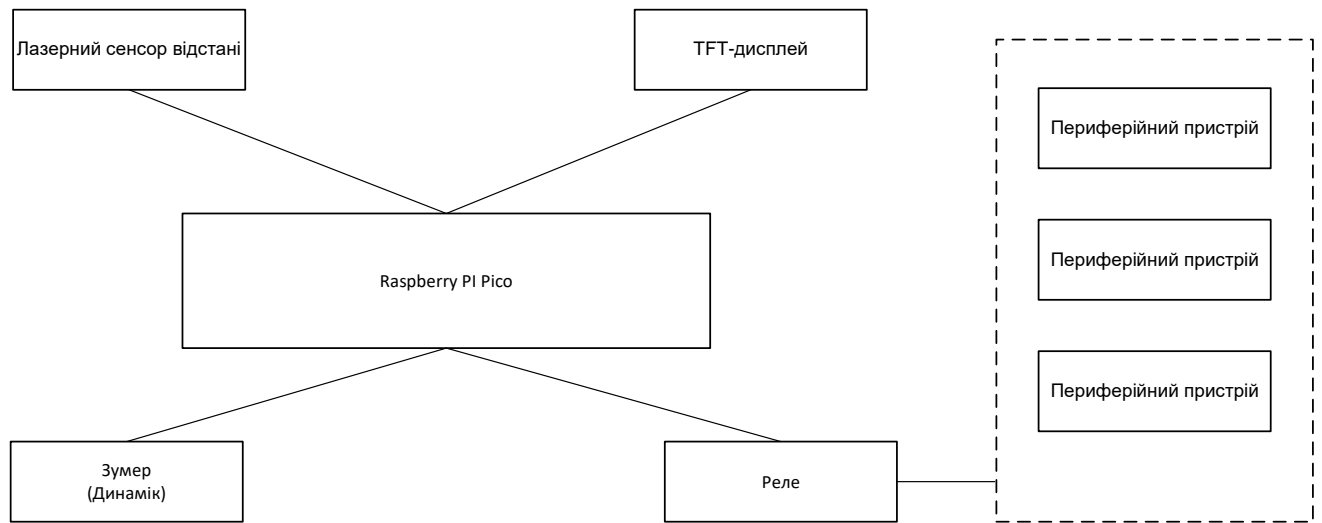 Лазерний сенсор відстані
TFT-дисплей
Периферійний пристрій
Периферійний пристрій
Raspberry PI Pico
Периферійний пристрій
Зумер
(Динамік)
Реле